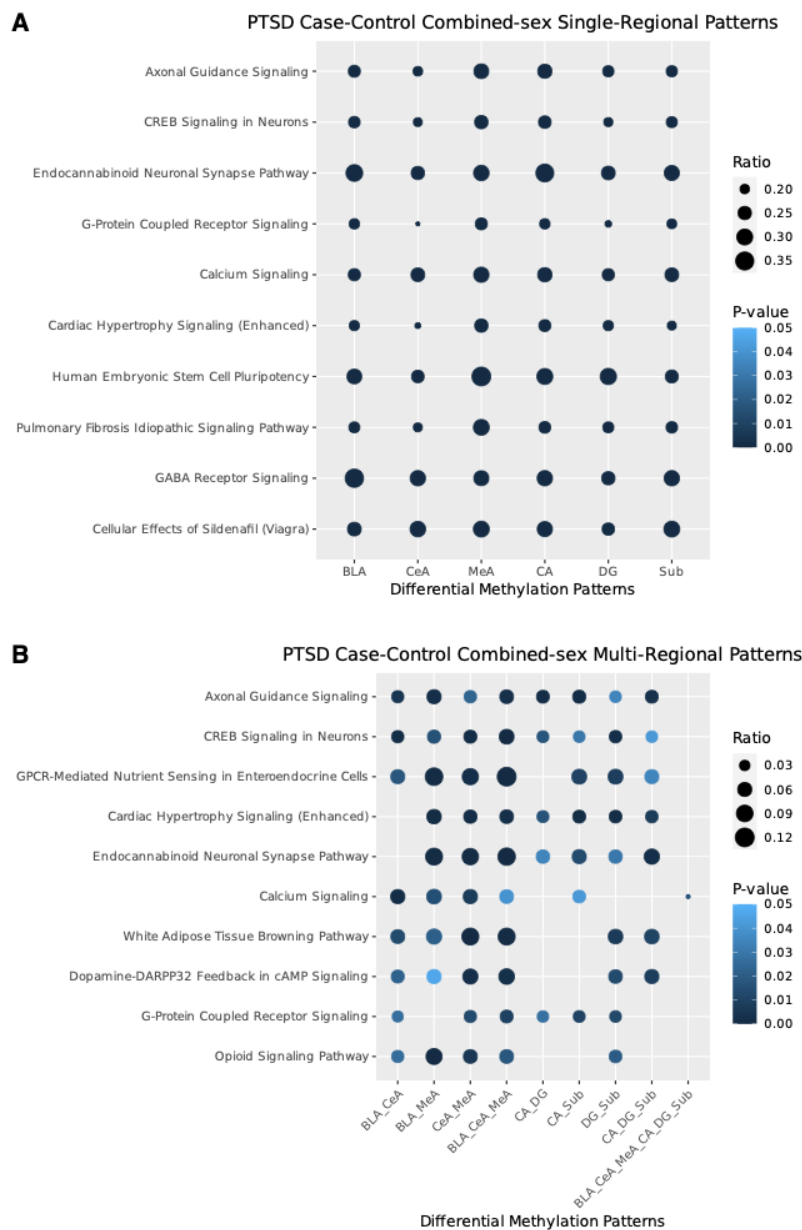 A
PTSD Case-Control Combined-sex Single-Regional Patterns
Axonal Guidance Signaling
CREB Signaling in Neurons
Endocannabinoid Neuronal Synapse Pathway
G-Protein Coupled Receptor Signaling
Calcium Signaling
Cardiac Hypertrophy Signaling (Enhanced)
Human Embryonic Stem Cell Pluripotency
Pulmonary Fibrosis Idiopathic Signaling Pathway
GABA Receptor Signaling
Cellular Effects of Sildenafil (Viagra)
BLA CeA MeA CA DG Sub
Differential Methylation Patterns
Ratio
0.20
0.25
0.30
0.35
P-value
0.05
0.04
0.03
0.02
0.01
0.00
B
PTSD Case-Control Combined-sex Multi-Regional Patterns
Axonal Guidance Signaling
CREB Signaling in Neurons
GPCR-Mediated Nutrient Sensing in Enteroendocrine Cells
Cardiac Hypertrophy Signaling (Enhanced)
Endocannabinoid Neuronal Synapse Pathway
Calcium Signaling
White Adipose Tissue Browning Pathway
Dopamine-DARPP32 Feedback in cAMP Signaling
G-Protein Coupled Receptor Signaling
Opioid Signaling Pathway
BLA_CeA
BLA_MeA
CeA_MeA
BLA_CeA_MeA
CA_DG
CA_Sub
DG_Sub
CA_DG_Sub
BLA_CeA_MeA_CA_DG_Sub
Differential Methylation Patterns
Ratio
0.03
0.06
0.09
0.12
P-value
0.05
0.04
0.03
0.02
0.01
0.00